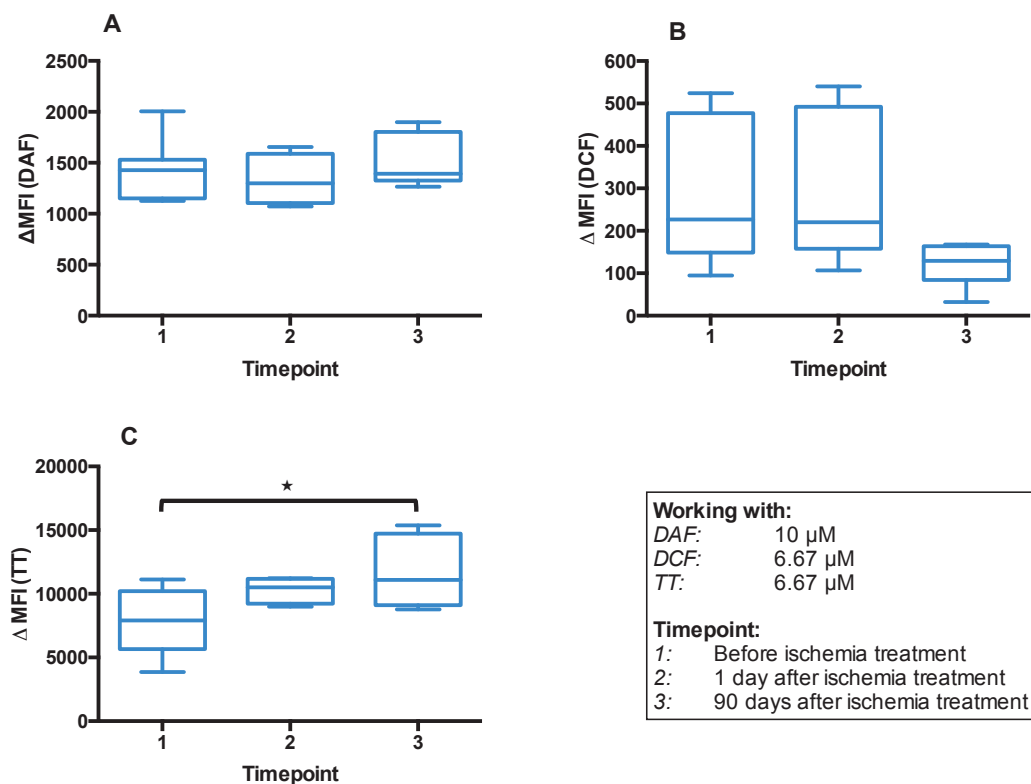 A
2500
2000
1500
1000
500
0
ΔMFI (DAF)
1 2 3
Timepoint
B
600
500
400
300
200
100
0
Δ MFI (DCF)
1 2 3
Timepoint
C
20000
15000
10000
5000
0
Δ MFI (TT)
★
1 2 3
Timepoint
Working with:
DAF: 10 µM
DCF: 6.67 µM
TT: 6.67 µM
Timepoint:
1: Before ischemia treatment
2: 1 day after ischemia treatment
3: 90 days after ischemia treatment